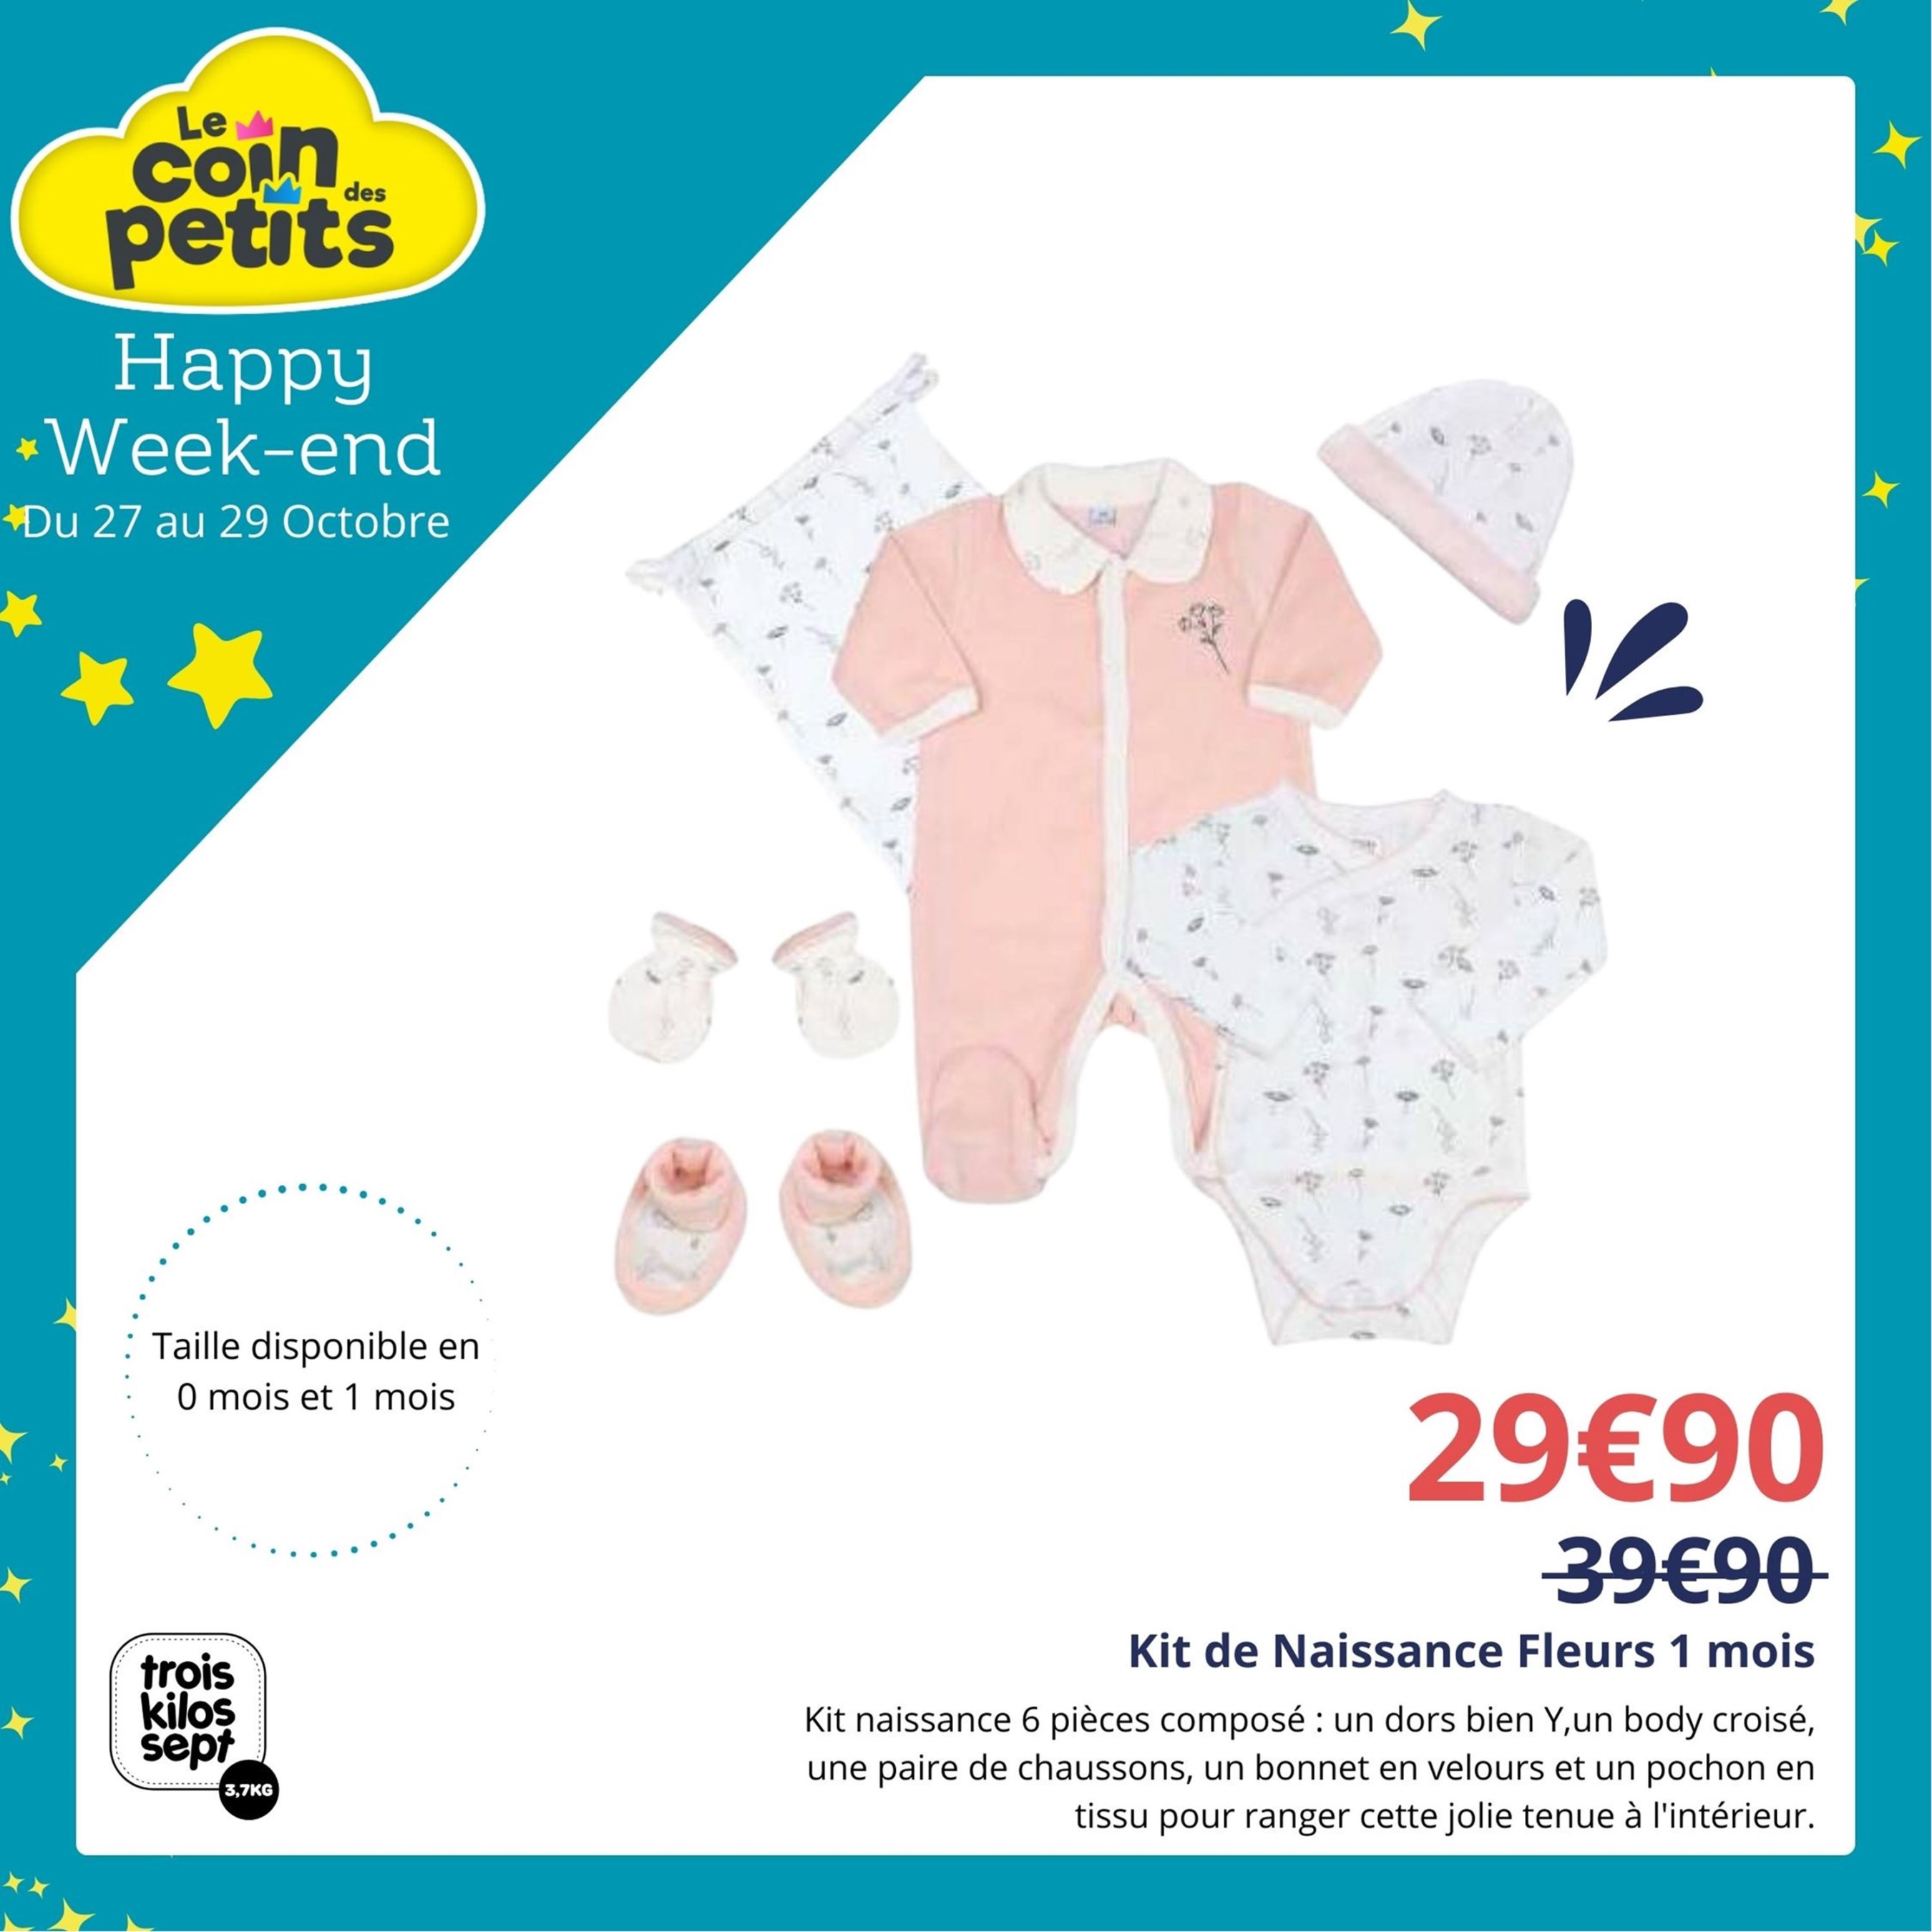 Le
coin
des
petits
Happy
Week-end
Du 27 au 29 Octobre
Taille disponible en
0 mois et 1 mois
29€90
39€90
Kit de Naissance Fleurs 1 mois
Kit naissance 6 pièces composé : un dors bien Y,un body croisé,
une paire de chaussons, un bonnet en velours et un pochon en
tissu pour ranger cette jolie tenue à l'intérieur.
trois
kilos
sept
3,7KG